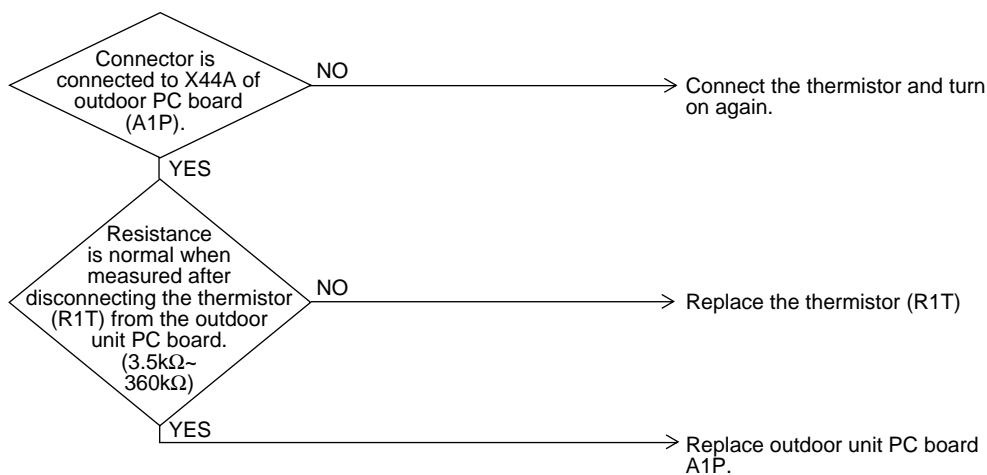 Connector is
connected to X44A of
outdoor PC board
(A1P).
NO
Connect the thermistor and turn
on again.
YES
Resistance
is normal when
measured after
disconnecting the thermistor
(R1T) from the outdoor
unit PC board.
(3.5kΩ~
360kΩ)
NO
Replace the thermistor (R1T)
YES
Replace outdoor unit PC board
A1P.